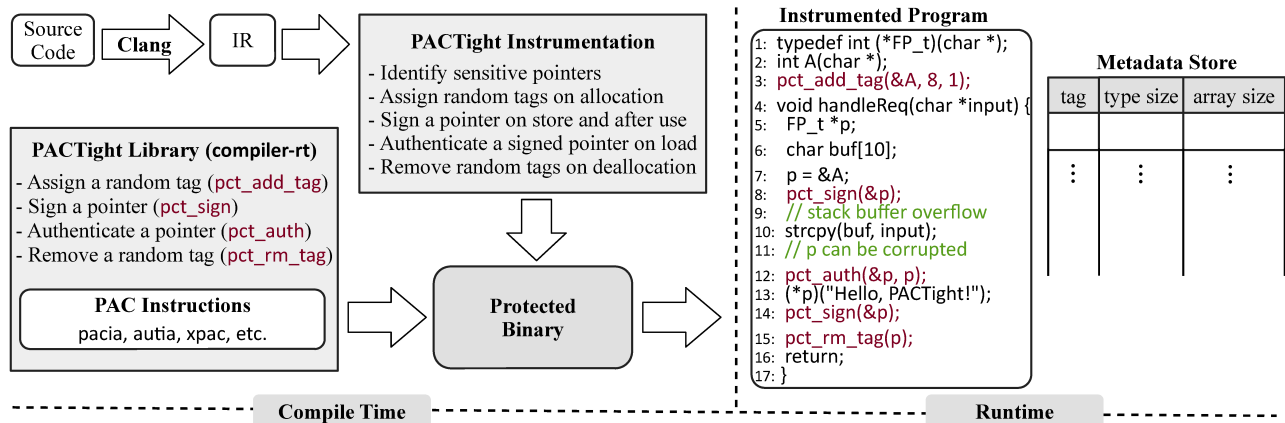 Source
Code
Clang
IR
PACTight Instrumentation
- Identify sensitive pointers
- Assign random tags on allocation
- Sign a pointer on store and after use
- Authenticate a signed pointer on load
- Remove random tags on deallocation
PACTight Library (compiler-rt)
- Assign a random tag (pct_add_tag)
- Sign a pointer (pct_sign)
- Authenticate a pointer (pct_auth)
- Remove a random tag (pct_rm_tag)
PAC Instructions
pacia, autia, xpac, etc.
Protected
Binary
Compile Time
Instrumented Program
1: typedef int (*FP_t)(char *);
2: int A(char *);
3: pct_add_tag(&A, 8, 1);
4: void handleReq(char *input) {
5: FP_t *p;
6: char buf[10];
7: p = &A;
8: pct_sign(&p);
9: // stack buffer overflow
10: strcpy(buf, input);
11: // p can be corrupted
12: pct_auth(&p, p);
13: (*p)("Hello, PACTight!");
14: pct_sign(&p);
15: pct_rm_tag(p);
16: return;
17: }
Metadata Store
tag type size array size
Runtime